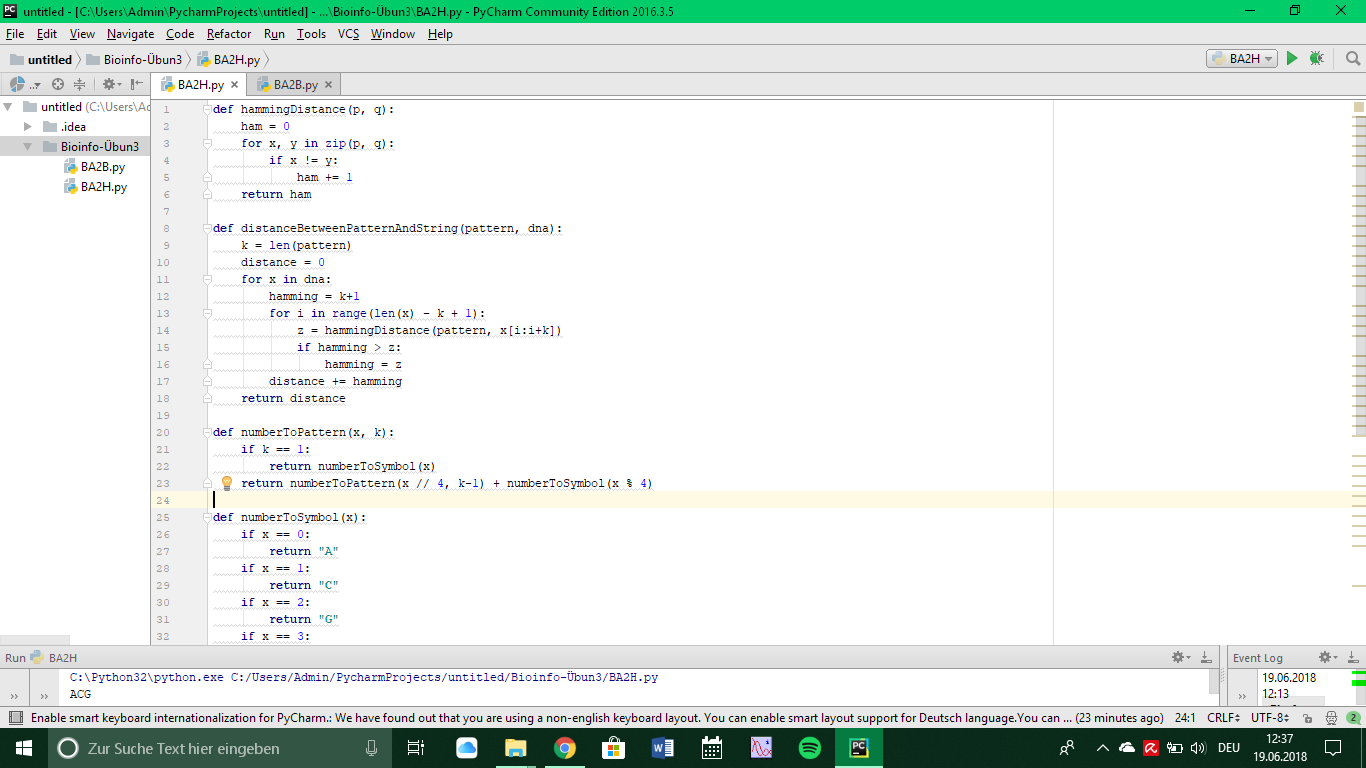 untitled - [C:\Users\Admin\PycharmProjects\untitled] - ...\Bioinfo-Übun3\BA2H.py - PyCharm Community Edition 2016.3.5
File Edit View Navigate Code Refactor Run Tools VCS Window Help
untitled Bioinfo-Übun3 BA2H.py BA2H
BA2H.py BA2B.py
untitled (C:\Users\Ac
.idea
Bioinfo-Übun3
BA2B.py
BA2H.py
1 def hammingDistance(p, q):
2 ham = 0
3 for x, y in zip(p, q):
4 if x != y:
5 ham += 1
6 return ham
7
8 def distanceBetweenPatternAndString(pattern, dna):
9 k = len(pattern)
10 distance = 0
11 for x in dna:
12 hamming = k+1
13 for i in range(len(x) - k + 1):
14 z = hammingDistance(pattern, x[i:i+k])
15 if hamming > z:
16 hamming = z
17 distance += hamming
18 return distance
19
20 def numberToPattern(x, k):
21 if k == 1:
22 return numberToSymbol(x)
23 return numberToPattern(x // 4, k-1) + numberToSymbol(x % 4)
24
25 def numberToSymbol(x):
26 if x == 0:
27 return "A"
28 if x == 1:
29 return "C"
30 if x == 2:
31 return "G"
32 if x == 3:
Run BA2H
C:\Python32\python.exe C:/Users/Admin/PycharmProjects/untitled/Bioinfo-Übun3/BA2H.py
ACG
Event Log
19.06.2018
12:13
Enable smart keyboard internationalization for PyCharm.: We have found out that you are using a non-english keyboard layout. You can enable smart layout support for Deutsch language.You can ... (23 minutes ago) 24:1 CRLF UTF-8 2
Zur Suche Text hier eingeben
DEU
12:37
19.06.2018